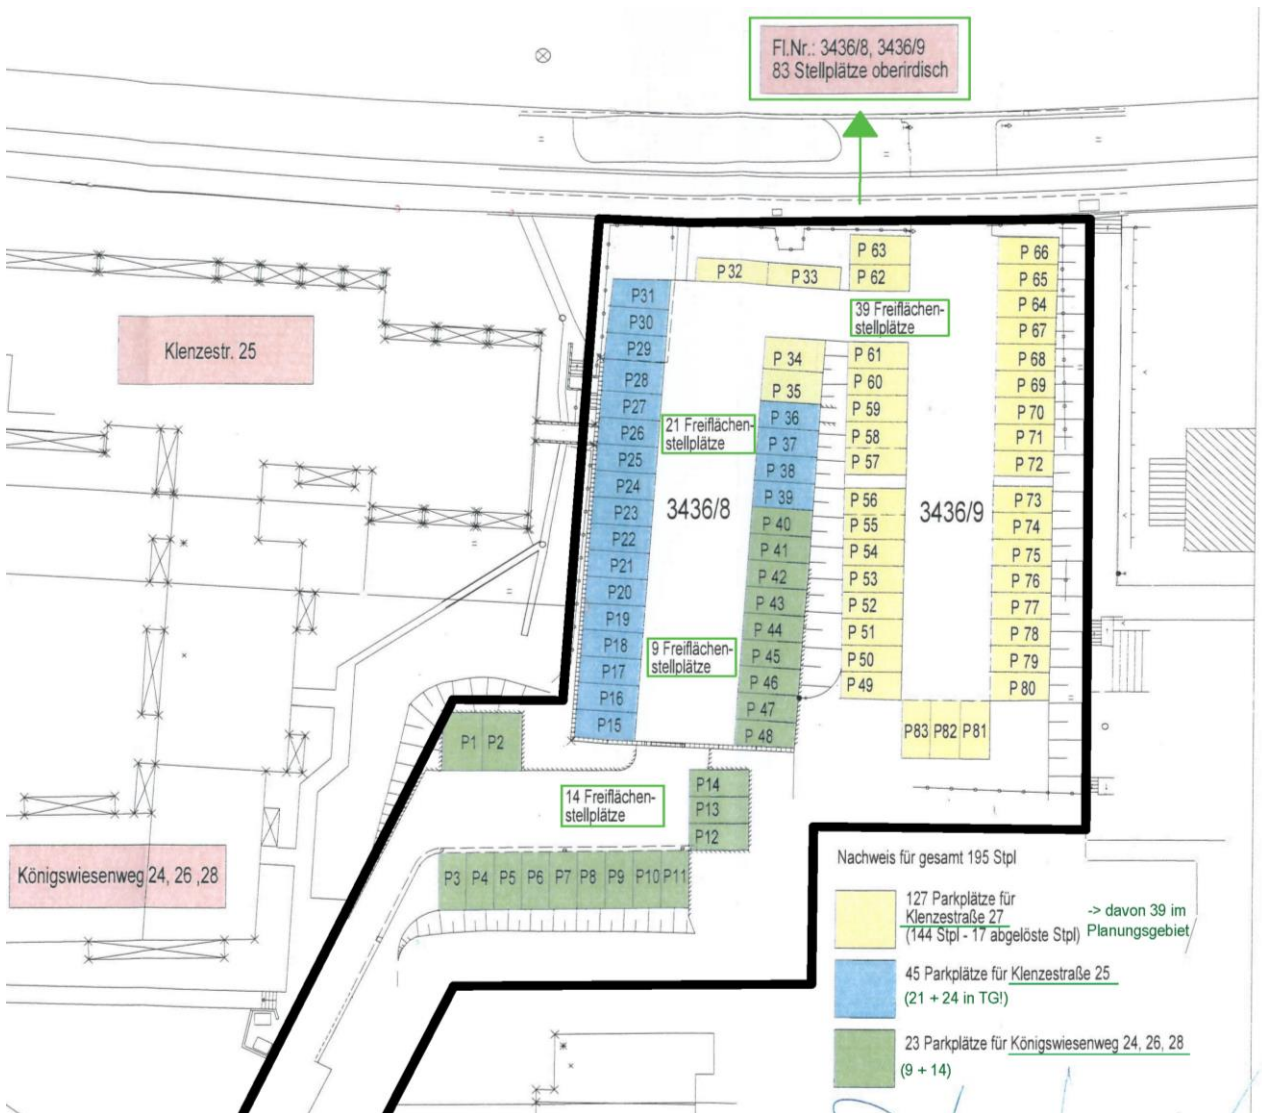 Fl.Nr.: 3436/8, 3436/9
83 Stellplätze oberirdisch
P 63
P 62
P 66
P 65
P 64
P 67
P 68
P 69
P 70
P 71
P 72
P 73
P 74
P 75
P 76
P 77
P 78
P 79
P 80
P 32
P 33
39 Freiflächen-
stellplätze
P31
P30
P29
P28
P27
P26
P25
P24
P23
P22
P21
P20
P19
P18
P17
P16
P15
Klenzestr. 25
P 34
P 35
P 36
P 37
P 38
P 39
P 40
P 41
P 42
P 43
P 44
P 45
P 46
P 47
P 48
P 61
P 60
P 59
P 58
P 57
P 56
P 55
P 54
P 53
P 52
P 51
P 50
P 49
21 Freiflächen-
stellplätze
3436/8
3436/9
9 Freiflächen-
stellplätze
P83 P82 P81
P1 P2
P14
P13
P12
14 Freiflächen-
stellplätze
P3 P4 P5 P6 P7 P8 P9 P10 P11
Königswiesenweg 24, 26 ,28
Nachweis für gesamt 195 Stpl
127 Parkplätze für
Klenzestraße 27
(144 Stpl - 17 abgelöste Stpl)
-> davon 39 im
Planungsgebiet
45 Parkplätze für Klenzestraße 25
(21 + 24 in TG!)
23 Parkplätze für Königswiesenweg 24, 26, 28
(9 + 14)